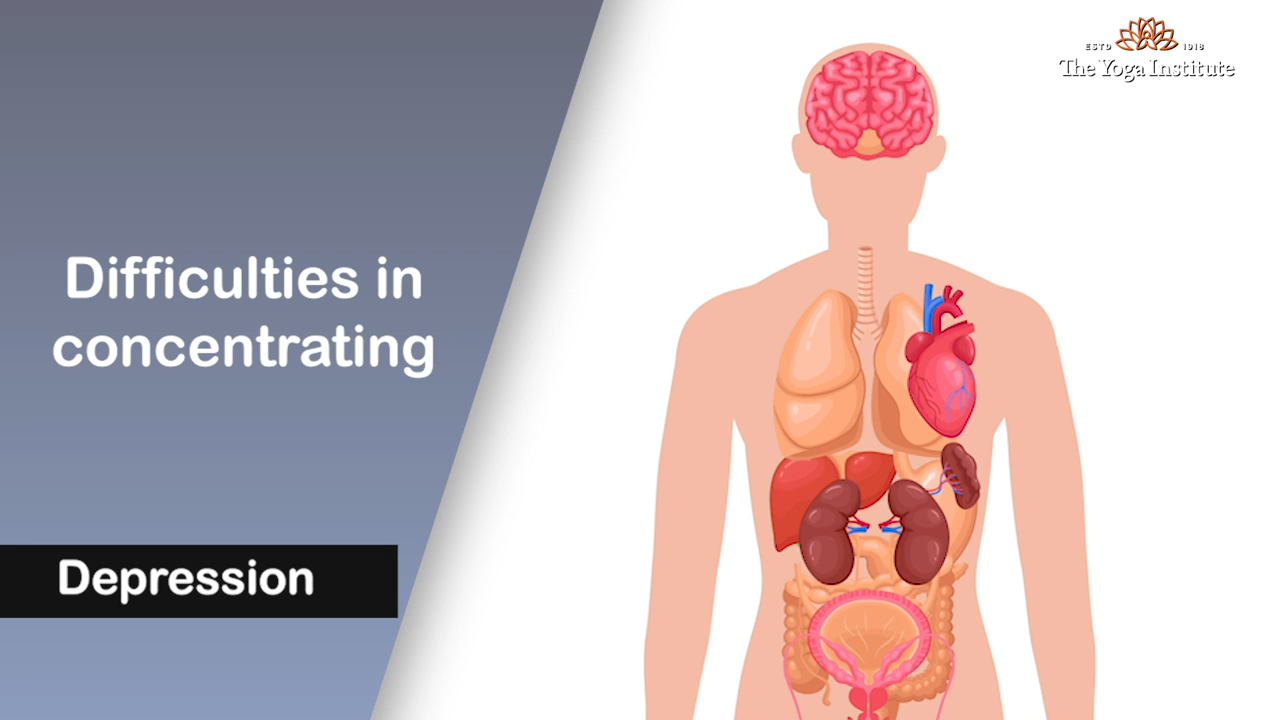 Difficulties in
concentrating
Depression
ESTD 1918
The Yoga Institute